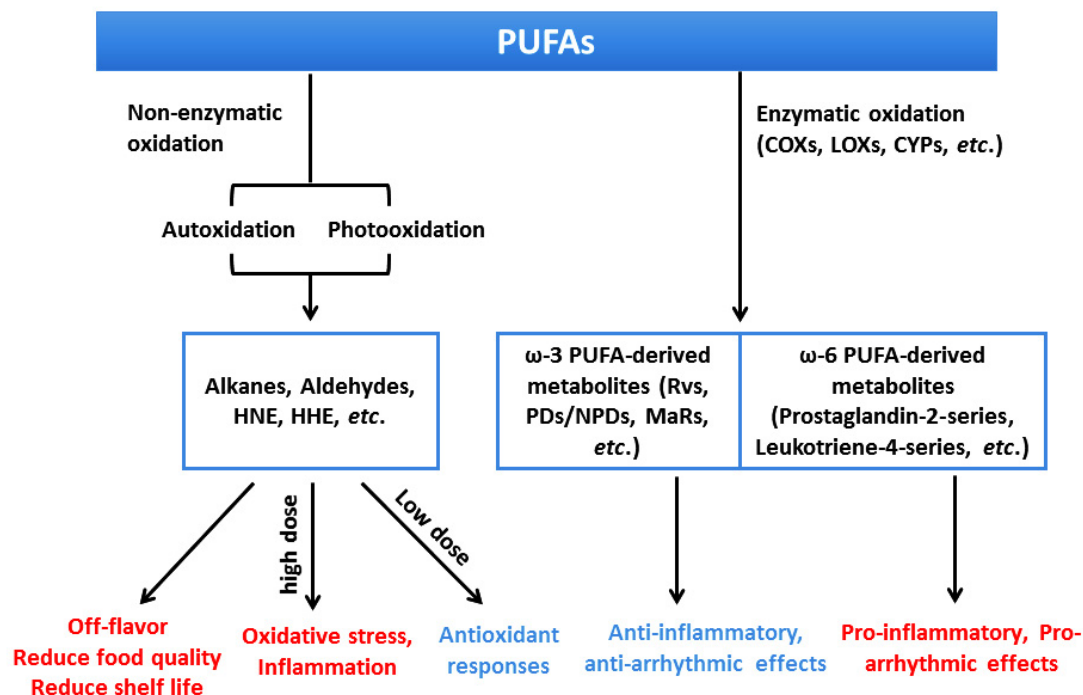 PUFAs
Non-enzymatic
oxidation
Enzymatic oxidation
(COXs, LOXs, CYPs, etc.)
Autoxidation
Photooxidation
Alkanes, Aldehydes,
HNE, HHE, etc.
ω-3 PUFA-derived
metabolites (Rvs,
PDs/NPDs, MaRs,
etc.)
ω-6 PUFA-derived
metabolites
(Prostaglandin-2-series,
Leukotriene-4-series, etc.)
high dose
Low dose
Off-flavor
Reduce food quality
Reduce shelf life
Oxidative stress,
Inflammation
Antioxidant
responses
Anti-inflammatory,
anti-arrhythmic effects
Pro-inflammatory, Pro-
arrhythmic effects